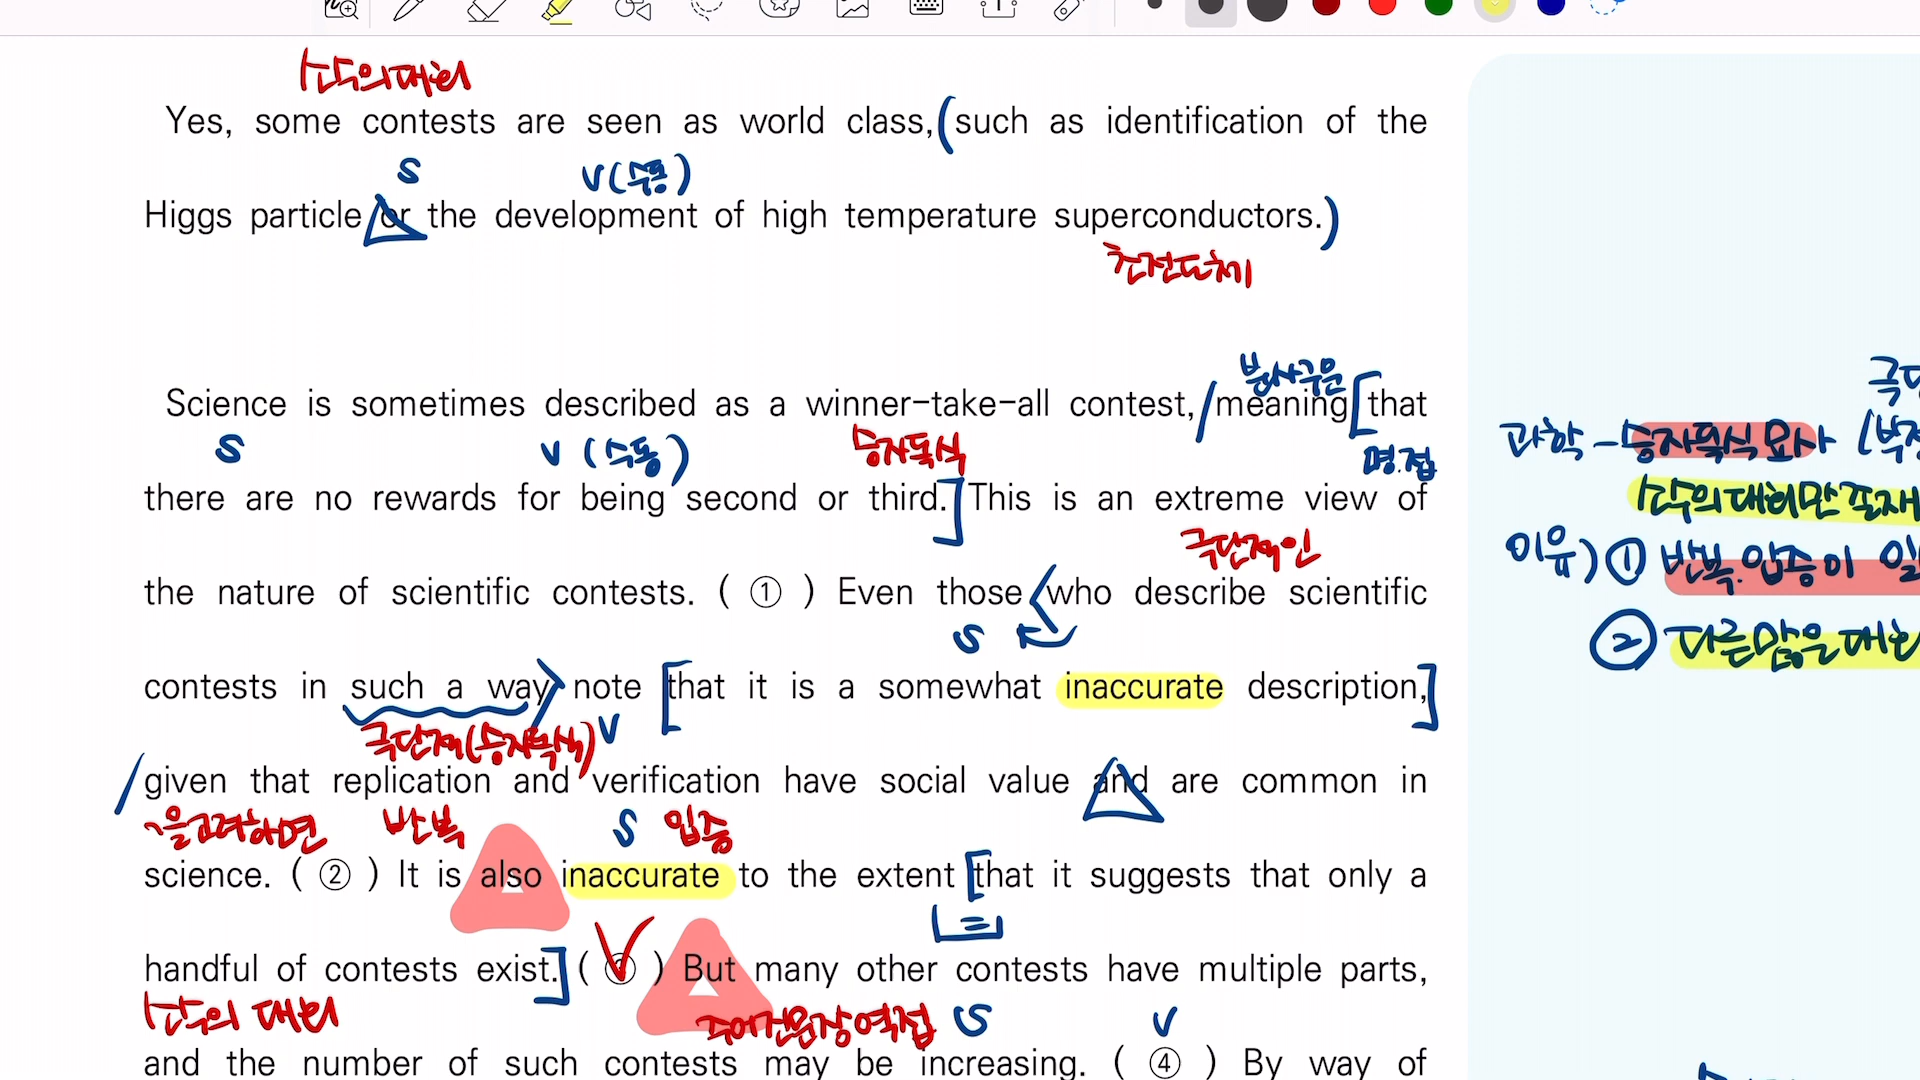 소수의 대회
Yes, some contests are seen as world class, (such as identification of the
S
V (수동)
Higgs particle or the development of high temperature superconductors.)
초전도체
분사구문
Science is sometimes described as a winner-take-all contest, / meaning [that
S
V (수동)
승자독식
명.접
there are no rewards for being second or third.] This is an extreme view of
극단적인
the nature of scientific contests. ( ① ) Even those <who describe scientific
S
contests in such a way> note [that it is a somewhat inaccurate description,]
극단적(승자독식)
V
/ given that replication and verification have social value and are common in
~을 고려하면
반복
S
입증
science. ( ② ) It is also inaccurate to the extent [that it suggests that only a
=
handful of contests exist.] ( ③ ) But many other contests have multiple parts,
소수의 대회
주어진문장 역접
S
V
and the number of such contests may be increasing. ( ④ ) By way of
과학 - 승자독식 묘사
소수의 대회만 존재
이유) ① 반복.입증이
② 다른 많은 대회